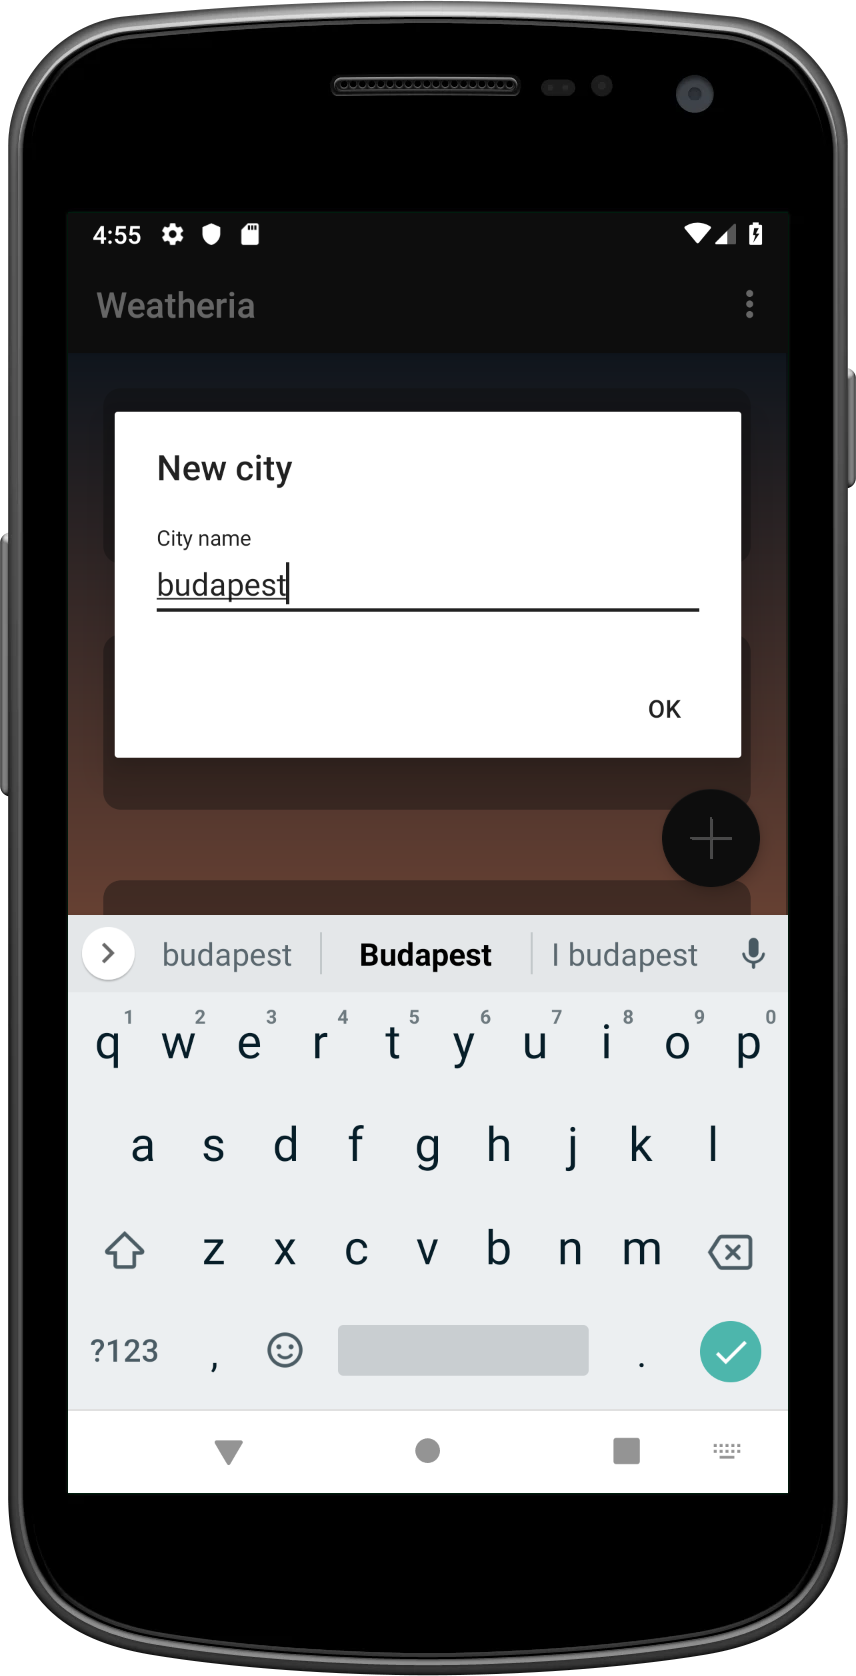 4:55
Weatheria
New city
City name
budapest
OK
budapest Budapest I budapest
1 2 3 4 5 6 7 8 9 0
q w e r t y u i o p
a s d f g h j k l
z x c v b n m
?123 , .